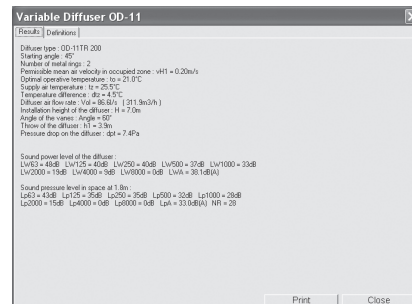 Variable Diffuser OD-11
Results Definitions
Diffuser type : OD-11TR 200
Starting angle : 45°
Number of metal rings : 2
Permissible mean air velocity in occupied zone : vH1 = 0.20m/s
Optimal operative temperature : to = 21.0°C
Supply air temperature : tz = 25.5°C
Temperature difference : dtz = 4.5°C
Diffuser air flow rate : Vol = 86.6l/s ( 311.9m3/h )
Installation height of the diffuser : H = 7.0m
Angle of the vanes : Angle = 60°
Throw of the diffuser : h1 = 3.9m
Pressure drop on the diffuser : dpt = 7.4Pa
Sound power level of the diffuser :
LW63 = 48dB LW125 = 40dB LW250 = 40dB LW500 = 37dB LW1000 = 33dB
LW2000 = 19dB LW4000 = 9dB LW8000 = 0dB LWA = 38.1dB(A)
Sound pressure level in space at 1.8m :
Lp63 = 43dB Lp125 = 35dB Lp250 = 35dB Lp500 = 32dB Lp1000 = 28dB
Lp2000 = 15dB Lp4000 = 0dB Lp8000 = 0dB LpA = 33.0dB(A) NR = 28
Print Close